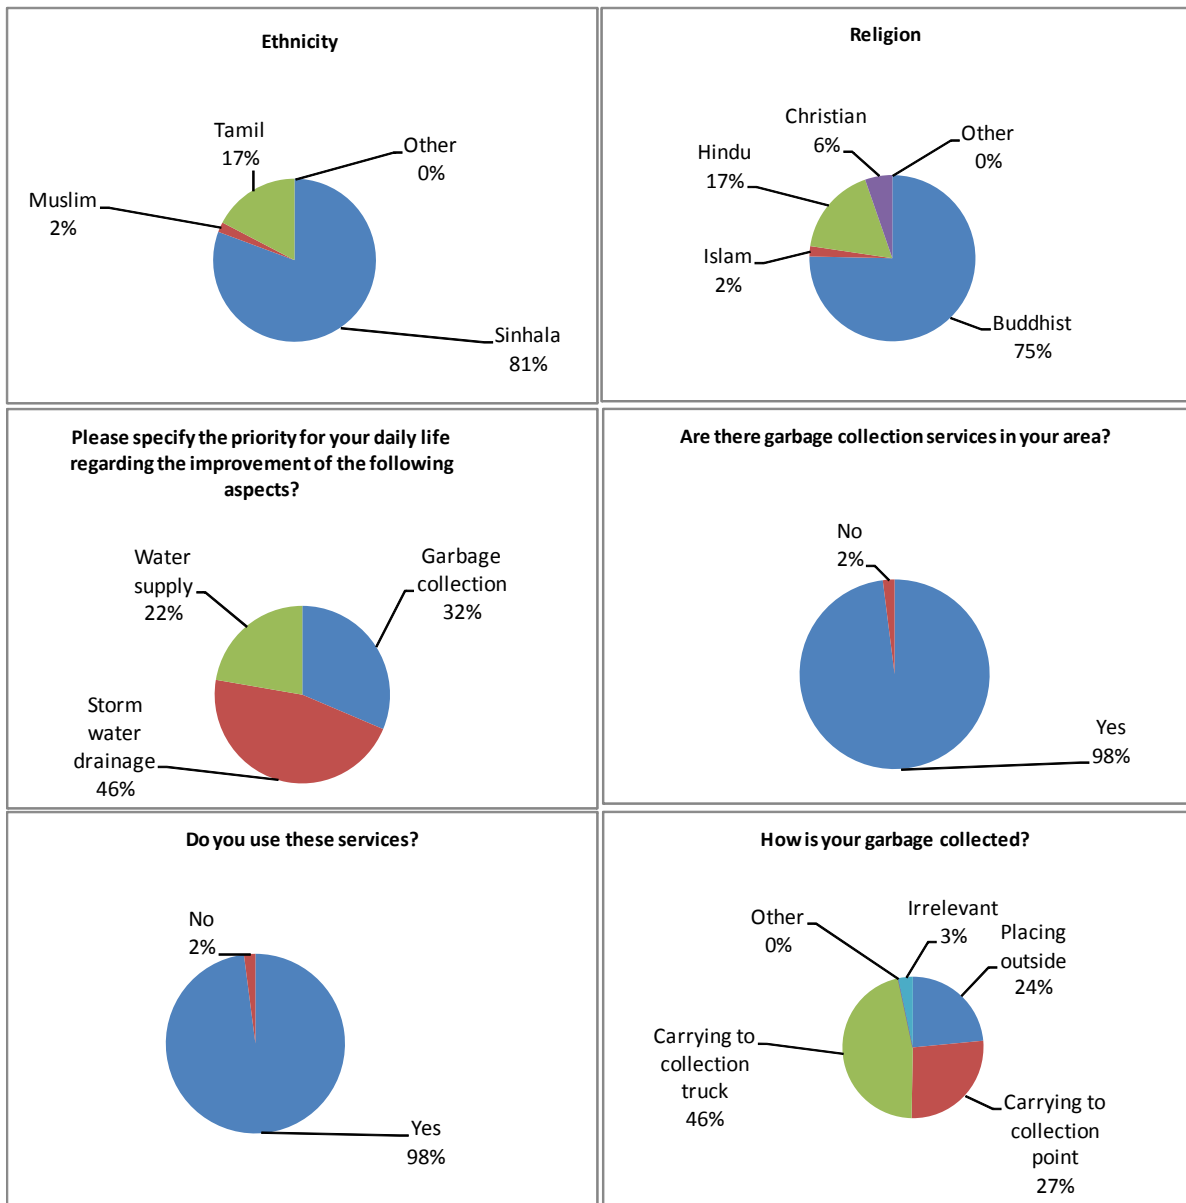 Ethnicity
Tamil
17%
Other
0%
Muslim
2%
Sinhala
81%
Religion
Christian
6%
Other
0%
Hindu
17%
Islam
2%
Buddhist
75%
Please specify the priority for your daily life
regarding the improvement of the following
aspects?
Water
supply
22%
Garbage
collection
32%
Storm
water
drainage
46%
Are there garbage collection services in your area?
No
2%
Yes
98%
Do you use these services?
No
2%
Yes
98%
How is your garbage collected?
Other
0%
Irrelevant
3%
Placing
outside
24%
Carrying to
collection
truck
46%
Carrying to
collection
point
27%